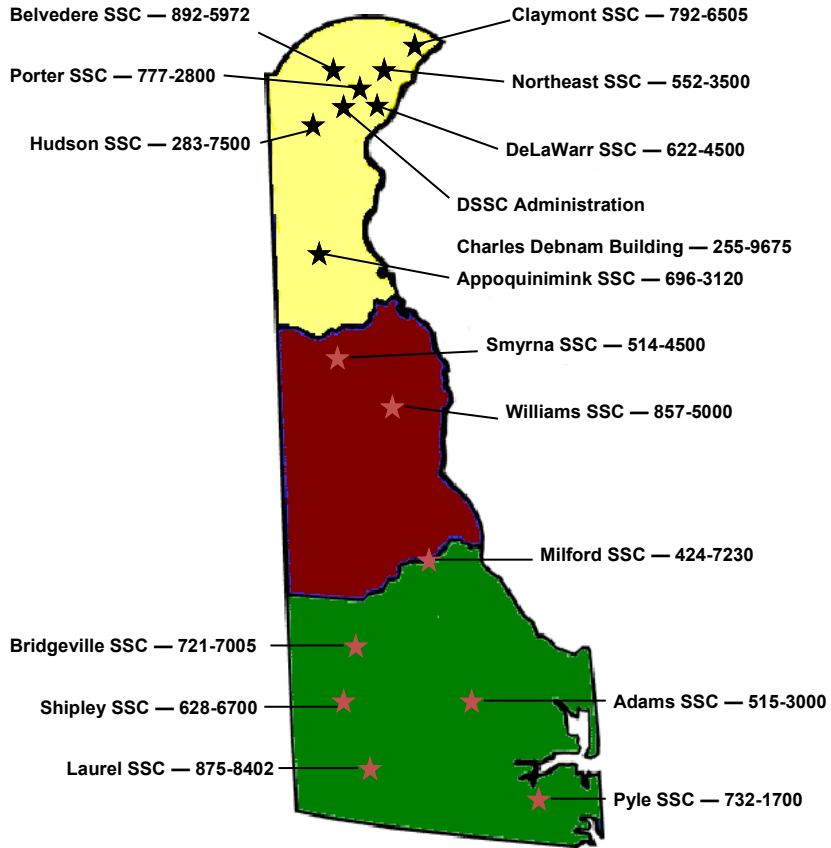 Belvedere SSC — 892-5972
Claymont SSC — 792-6505
Porter SSC — 777-2800
Northeast SSC — 552-3500
Hudson SSC — 283-7500
DeLaWarr SSC — 622-4500
DSSC Administration
Charles Debnam Building — 255-9675
Appoquinimink SSC — 696-3120
Smyrna SSC — 514-4500
Williams SSC — 857-5000
Milford SSC — 424-7230
Bridgeville SSC — 721-7005
Shipley SSC — 628-6700
Adams SSC — 515-3000
Laurel SSC — 875-8402
Pyle SSC — 732-1700